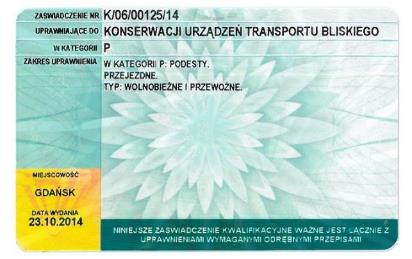 ZAŚWIADCZENIE NR K/06/00125/14
UPRAWNIAJĄCE DO KONSERWACJI URZĄDZEŃ TRANSPORTU BLISKIEGO
W KATEGORII P
ZAKRES UPRAWNIENIA W KATEGORII P: PODESTY.
PRZEJEZDNE.
TYP: WOLNOBIEŻNE I PRZEWOŹNE.
MIEJSCOWOŚĆ
GDAŃSK
DATA WYDANIA
23.10.2014
NINIEJSZE ZAŚWIADCZENIE KWALIFIKACYJNE WAŻNE JEST ŁĄCZNIE Z
UPRAWNIENIAMI WYMAGANYMI ODRĘBNYMI PRZEPISAMI